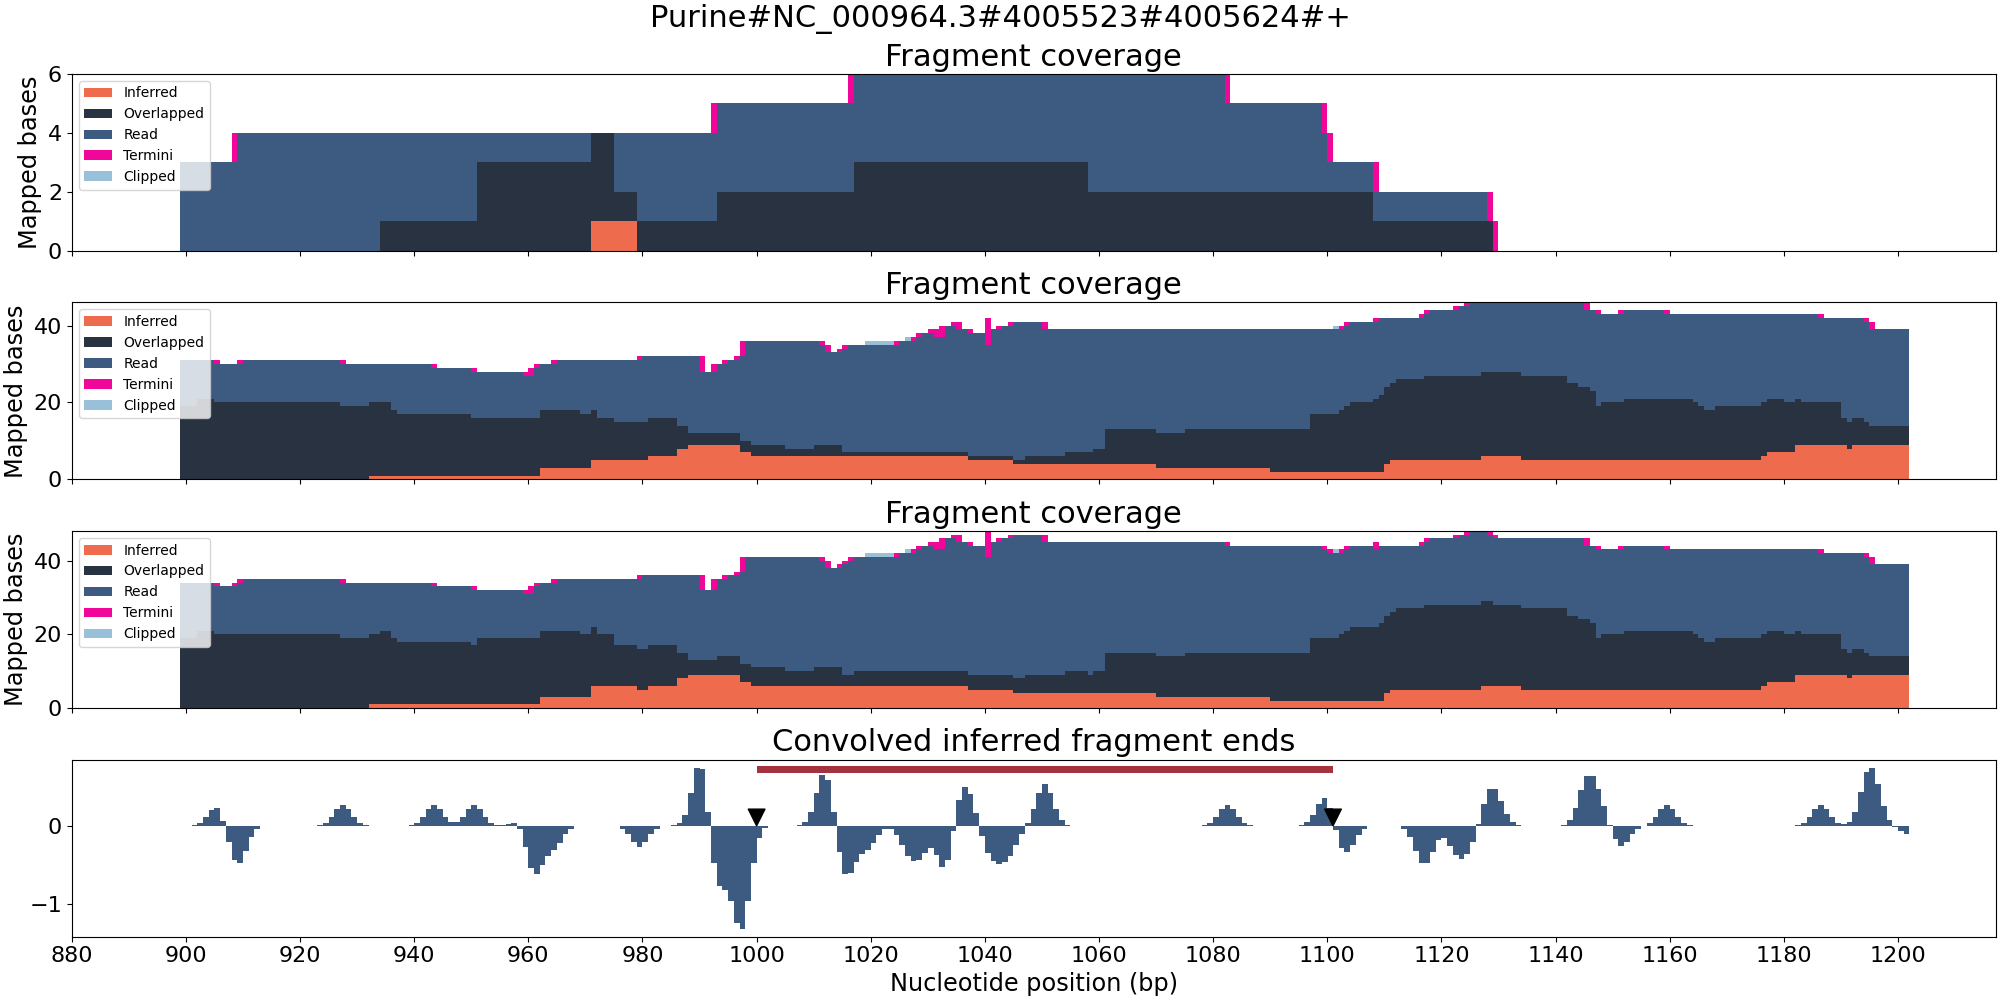 Purine#NC_000964.3#4005523#4005624#+
Fragment coverage
Mapped bases
6
4
2
0
Inferred
Overlapped
Read
Termini
Clipped
Fragment coverage
Mapped bases
40
20
0
Inferred
Overlapped
Read
Termini
Clipped
Fragment coverage
Mapped bases
40
20
0
Inferred
Overlapped
Read
Termini
Clipped
Convolved inferred fragment ends
0
−1
880 900 920 940 960 980 1000 1020 1040 1060 1080 1100 1120 1140 1160 1180 1200
Nucleotide position (bp)